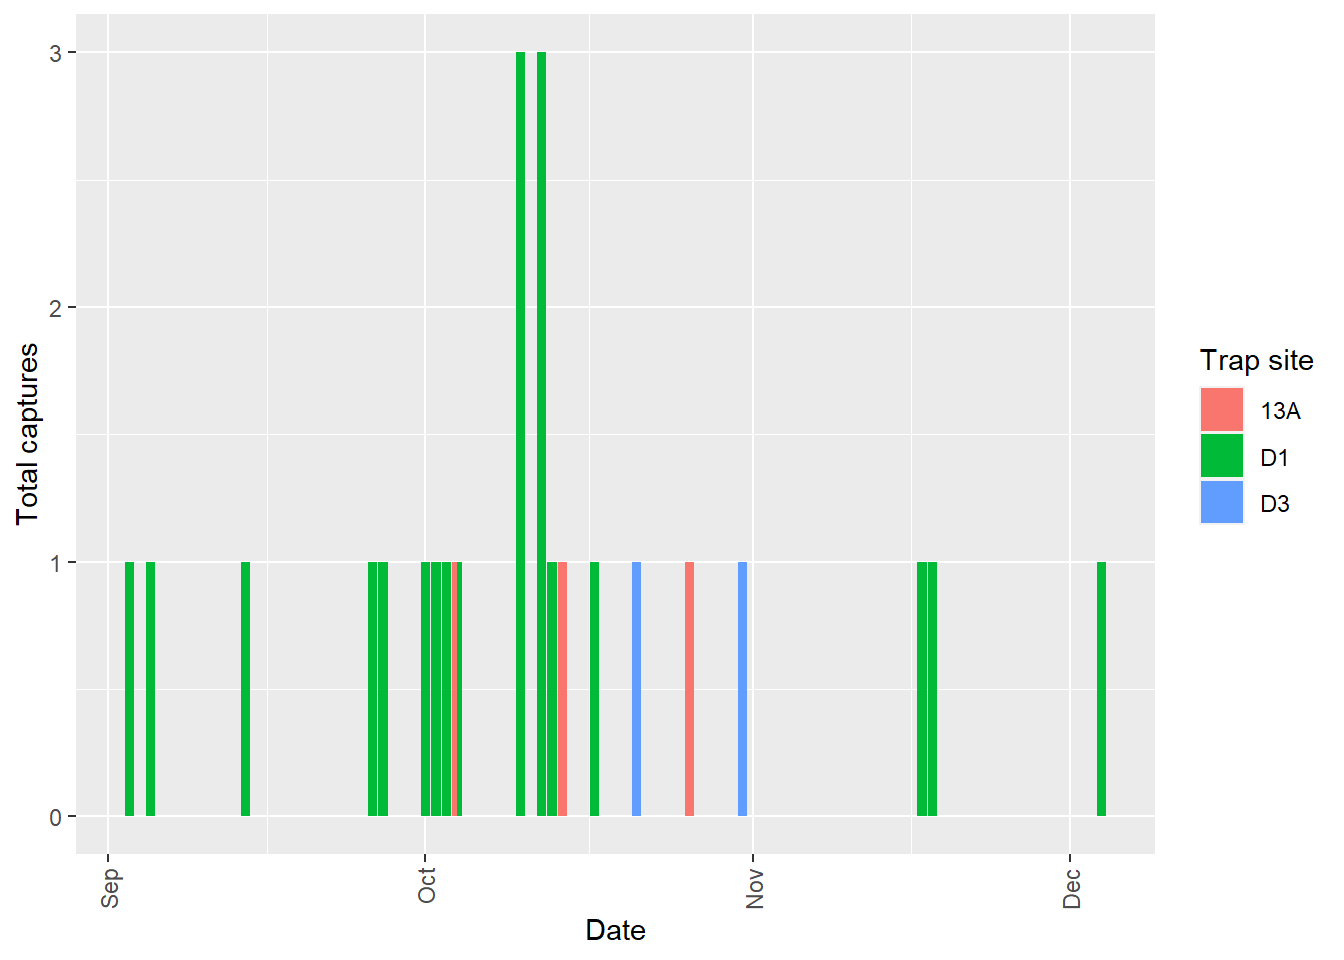 3
2
1
0
Total captures
Sep
Oct
Nov
Dec
Date
Trap site
13A
D1
D3